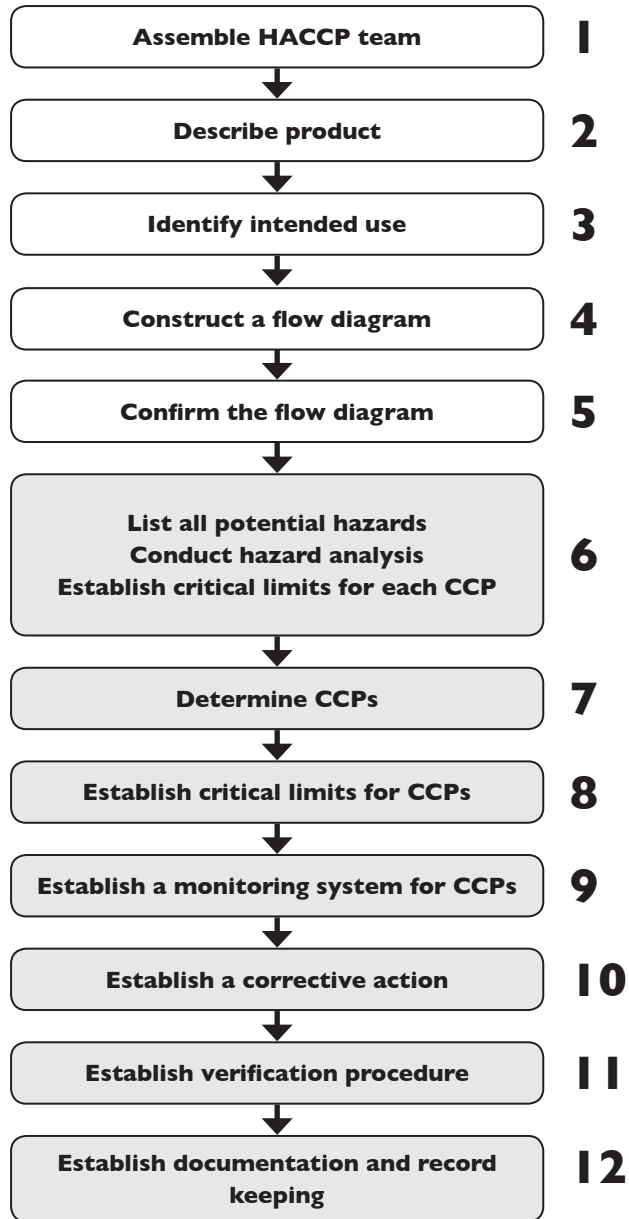 Assemble HACCP team 1
Describe product 2
Identify intended use 3
Construct a flow diagram 4
Confirm the flow diagram 5
List all potential hazards
Conduct hazard analysis 6
Establish critical limits for each CCP
Determine CCPs 7
Establish critical limits for CCPs 8
Establish a monitoring system for CCPs 9
Establish a corrective action 10
Establish verification procedure 11
Establish documentation and record 12
keeping